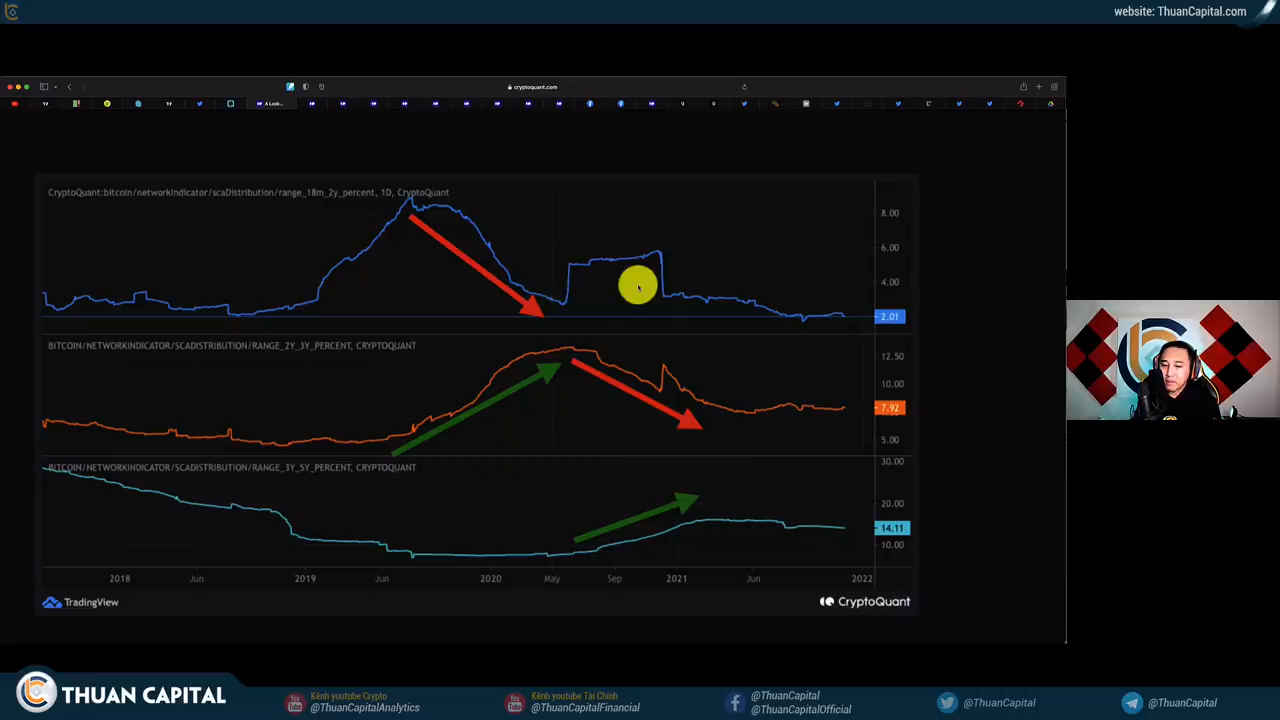 website: ThuanCapital.com
cryptoquant.com
A Look...
CryptoQuant:bitcoin/networkindicator/scaDistribution/range_18m_2y_percent, 1D, CryptoQuant
8.00
6.00
4.00
2.01
BITCOIN/NETWORKINDICATOR/SCADISTRIBUTION/RANGE_2Y_3Y_PERCENT, CRYPTOQUANT
12.50
10.00
7.92
5.00
BITCOIN/NETWORKINDICATOR/SCADISTRIBUTION/RANGE_3Y_5Y_PERCENT, CRYPTOQUANT
30.00
20.00
14.11
10.00
2018 Jun 2019 Jun 2020 May Sep 2021 Jun 2022
TradingView
CryptoQuant
THUAN CAPITAL
Kênh youtube Crypto
@ThuanCapitalAnalytics
Kênh youtube Tài Chính
@ThuanCapitalFinancial
@ThuanCapital
@ThuanCapitalOfficial
@ThuanCapital
@ThuanCapital